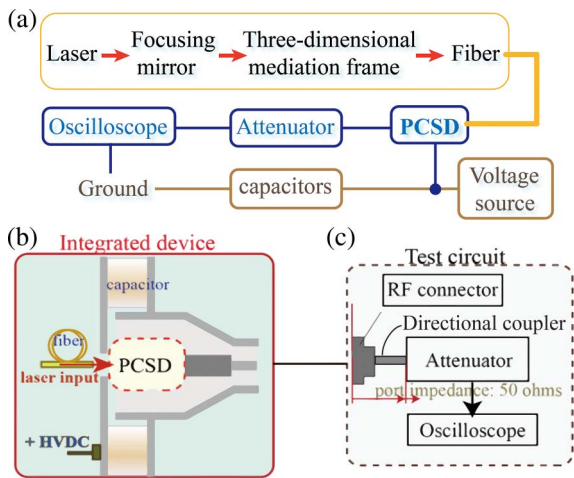 (a)
Laser
Focusing
mirror
Three-dimensional
mediation frame
Fiber
Oscilloscope
Attenuator
PCSD
Ground
capacitors
Voltage
source
(b)
Integrated device
capacitor
fiber
laser input
PCSD
+ HVDC
(c)
Test circuit
RF connector
Directional coupler
Attenuator
port impedance: 50 ohms
Oscilloscope